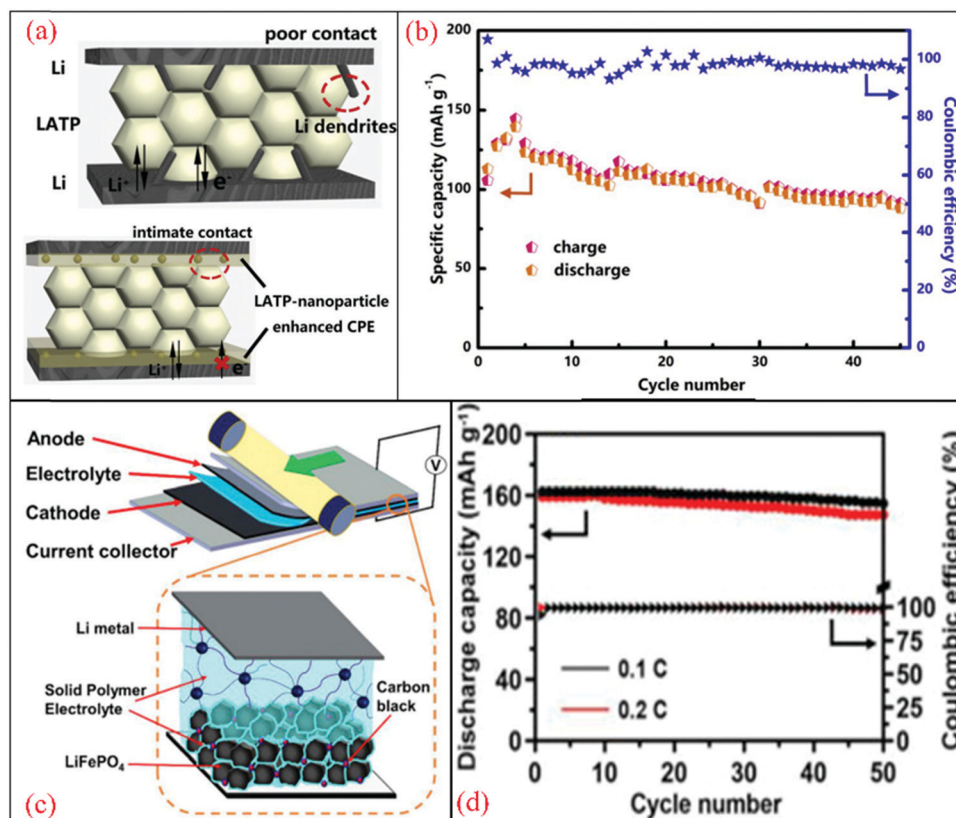 (a)
poor contact
Li
LATP
Li dendrites
Li
Li⁺
e⁻
intimate contact
LATP-nanoparticle
enhanced CPE
Li⁺
e⁻
(b)
Specific capacity (mAh g⁻¹)
200
150
100
50
0
0
10
20
30
40
Cycle number
charge
discharge
100
80
60
40
20
0
Coulombic efficiency (%)
(c)
Anode
Electrolyte
Cathode
Current collector
V
Li metal
Solid Polymer
Electrolyte
LiFePO₄
Carbon
black
(d)
Discharge capacity (mAh g⁻¹)
200
160
120
80
40
0
0
10
20
30
40
50
Cycle number
0.1 C
0.2 C
100
75
50
25
0
Coulombic efficiency (%)